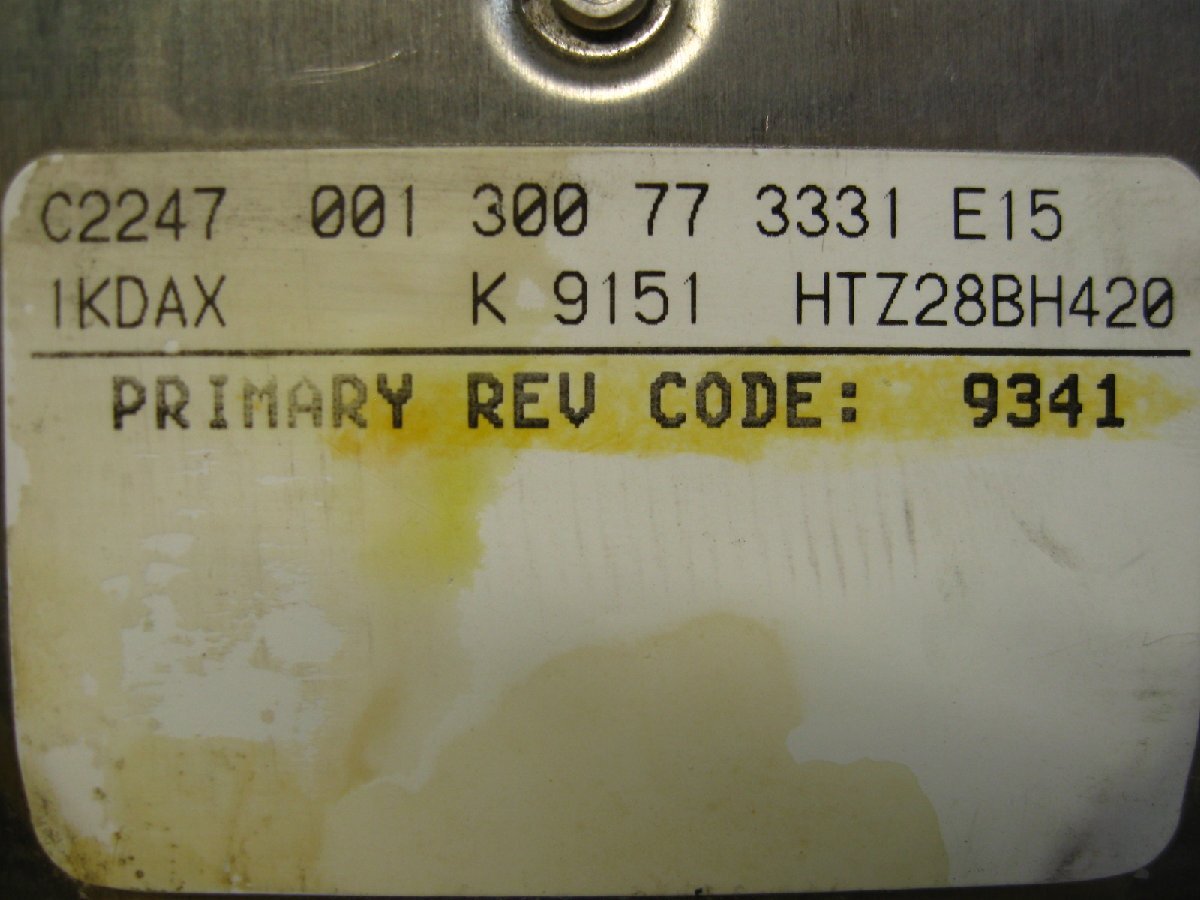 C2247 001 300 77 3331 E15
1KDAX K 9151 HTZ28BH420
PRIMARY REV CODE: 9341